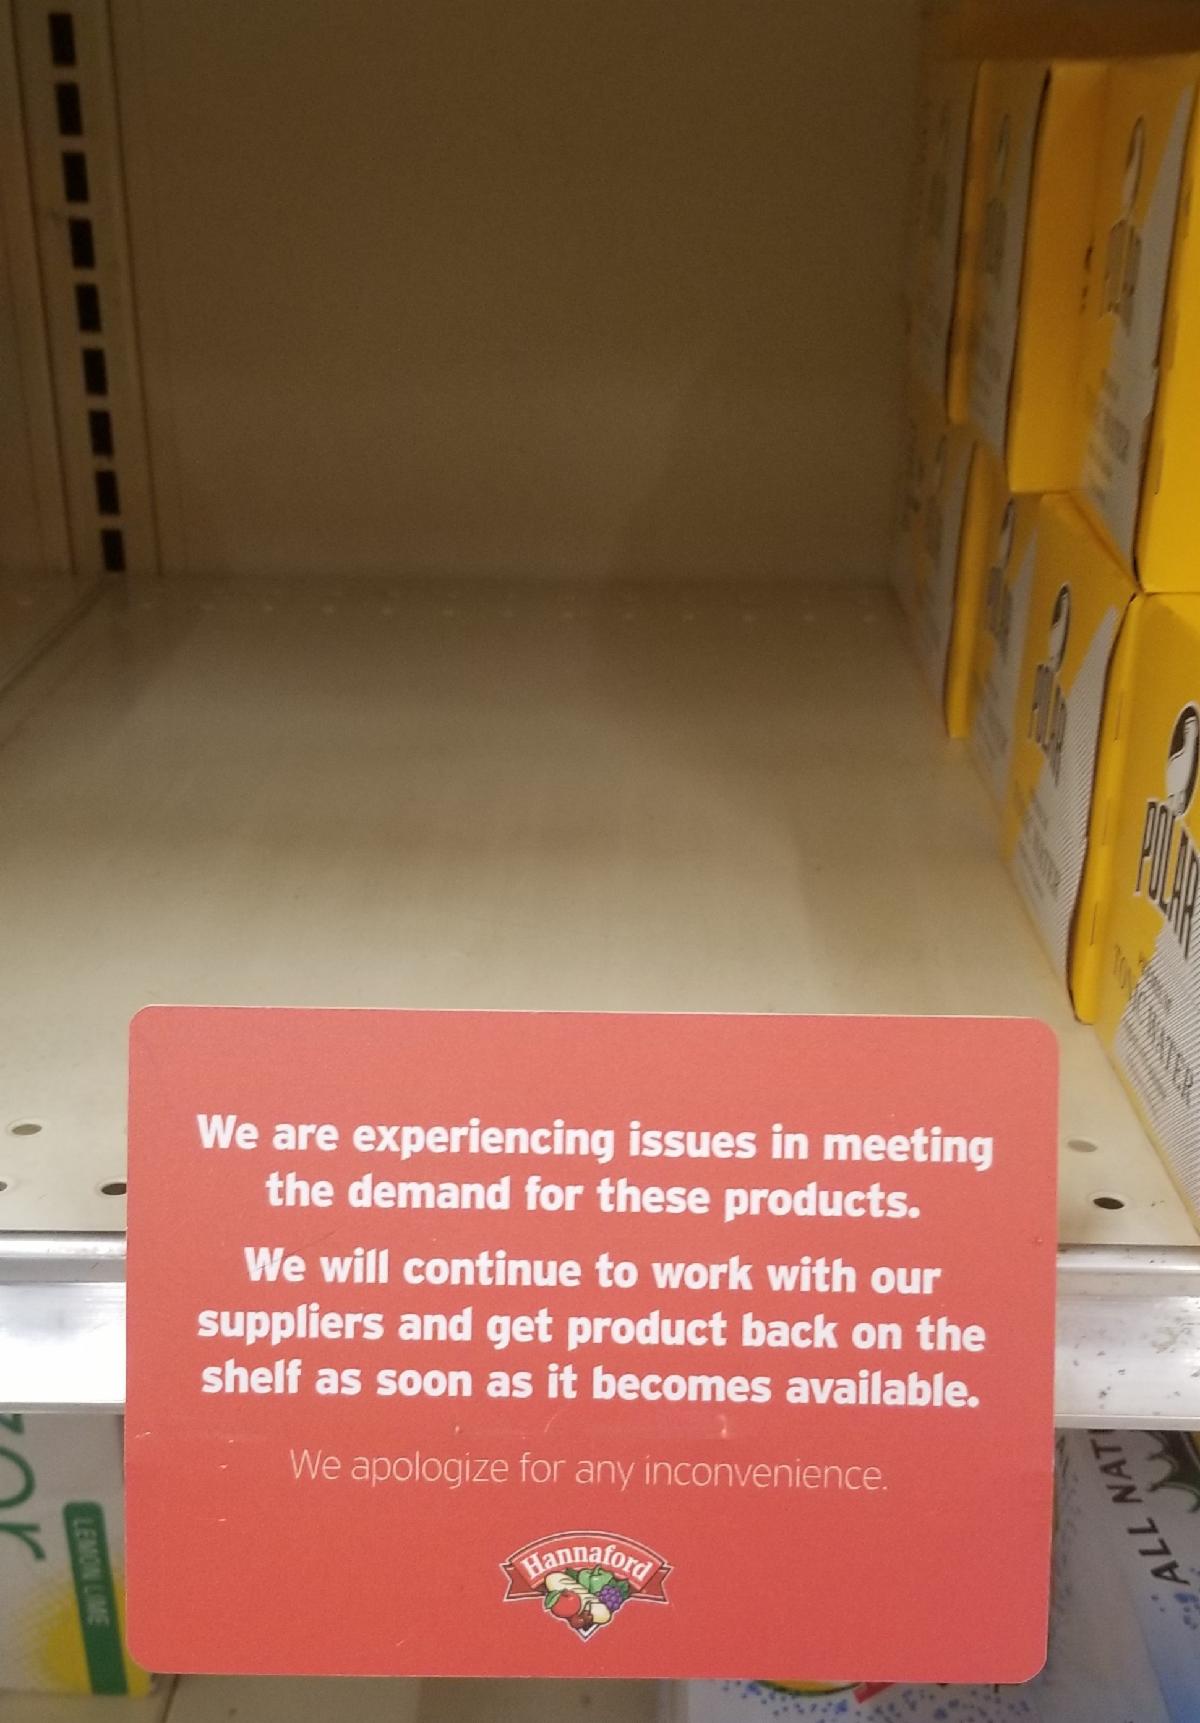 POLAR
POLAR
TONIC WATER
We are experiencing issues in meeting
the demand for these products.
We will continue to work with our
suppliers and get product back on the
shelf as soon as it becomes available.
We apologize for any inconvenience.
Hannaford
LEMON LIME
ALL NAT